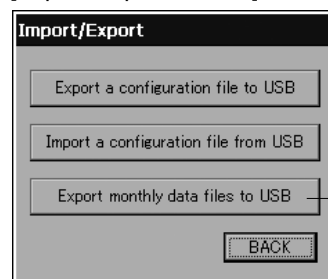 Import/Export
Export a configuration file to USB
Import a configuration file from USB
Export monthly data files to USB
BACK